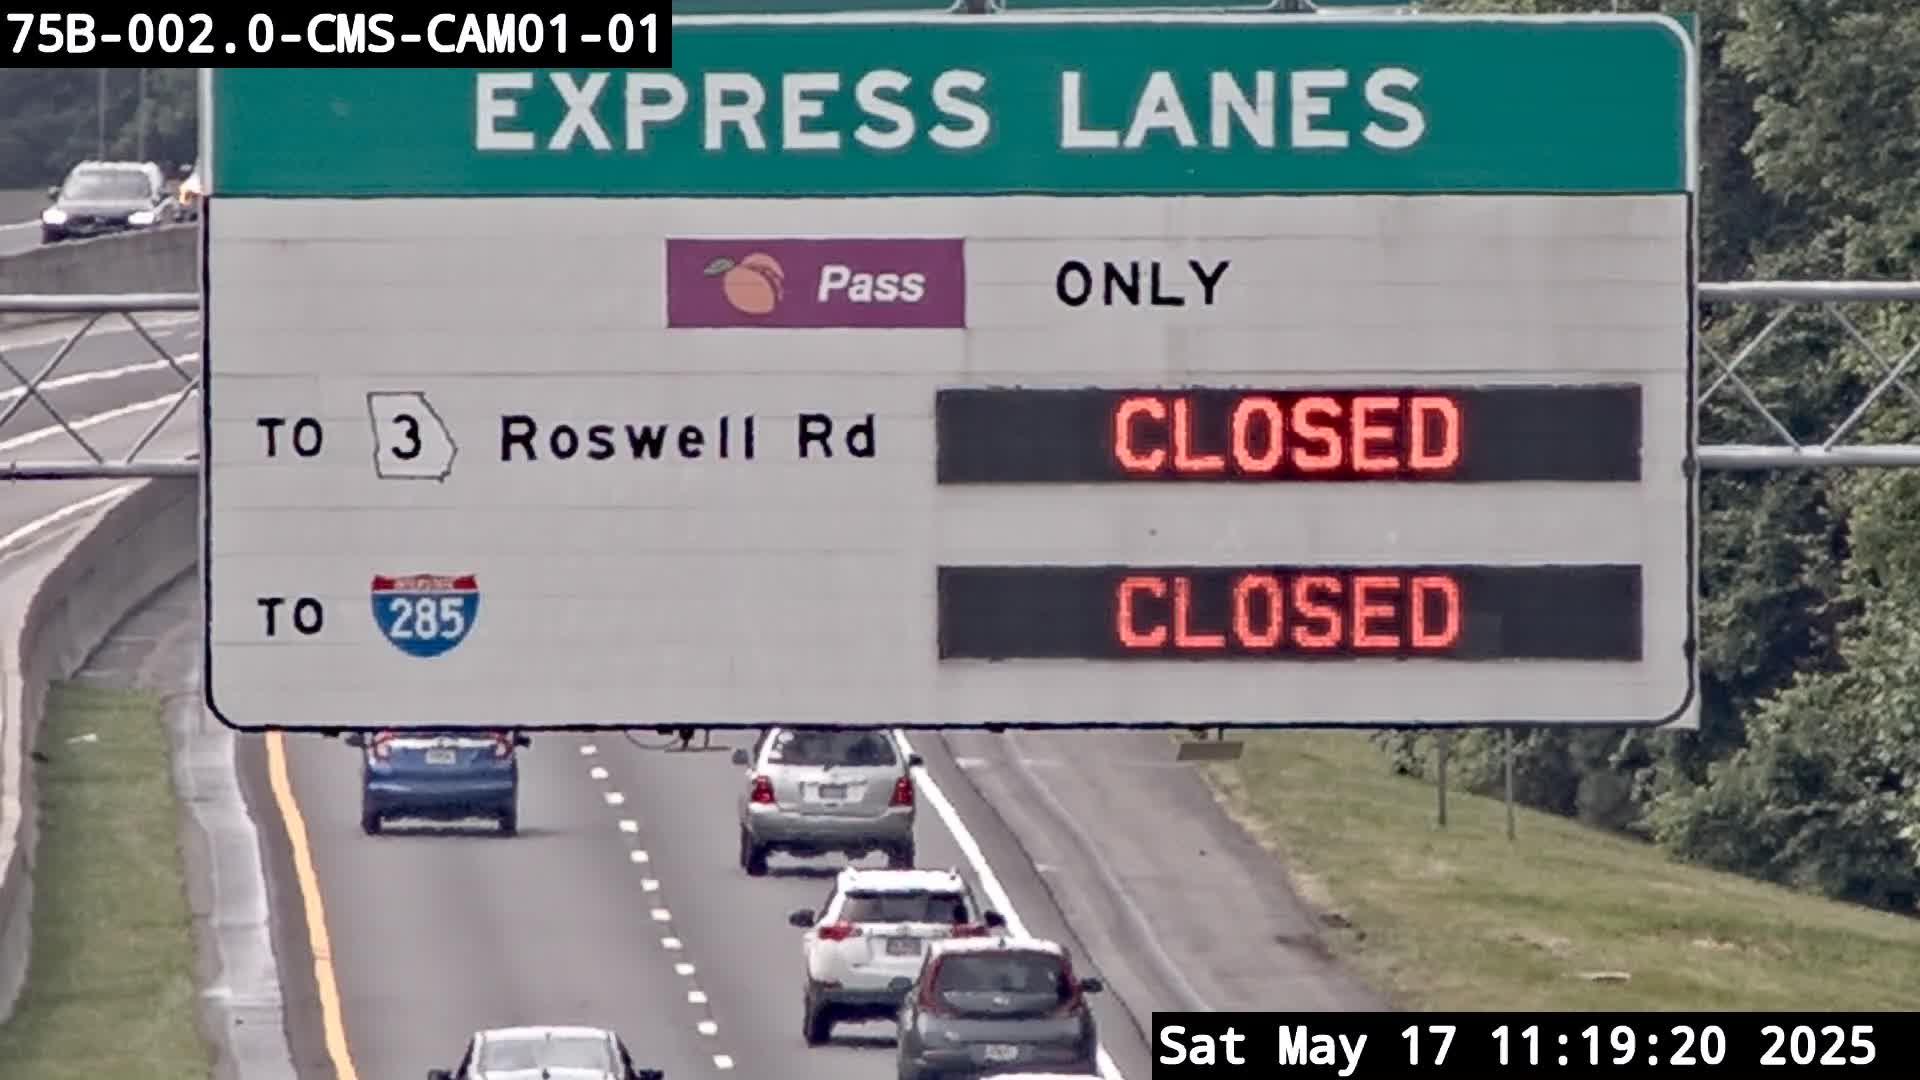 75B-002.0-CMS-CAM01-01
EXPRESS LANES
Pass ONLY
TO 3 Roswell Rd CLOSED
INTERSTATE
TO 285 CLOSED
Sat May 17 11:19:20 2025